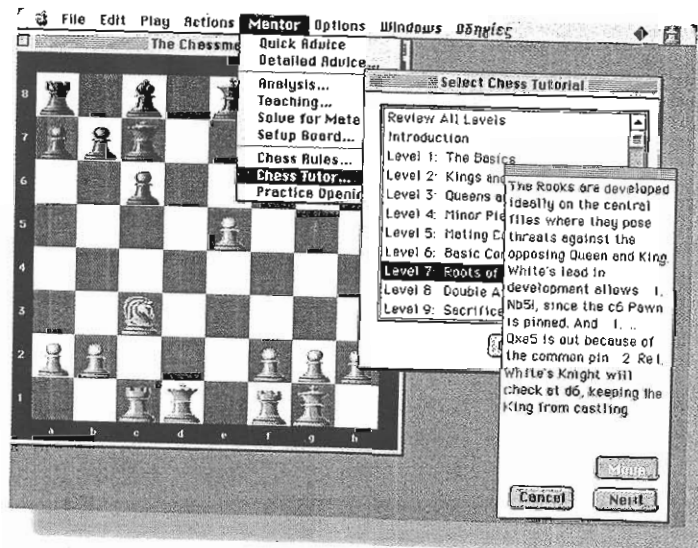 File Edit Play Actions Mentor Options Windows Οδηγίες
The
Quick Advice
Detailed Advice...
Analysis...
Teaching...
Solve for Mate
Setup Board...
Chess Rules...
Chess Tutor...
Practice
Select Chess Tutorial
Review All Levels
Introduction
Level 1: The Basics
Level 2: Kings and
Level 3: Queens
Level 4: Minor
Level 5: Mating
Level 6: Basic
Level 7: Roots of
Level 8 Double
Level 9: Sacrifice
The Rooks are developed
ideally on the central
files where they pose
threats against the
opposing Queen and King.
White's lead in
development allows 1.
Nb5!, since the c6 Pawn
is pinned. And 1. ..
Qxe5 is out because of
the common pin 2 Re1.
White's Knight will
check at d6, keeping the
King from castling
Move
Cancel Next
8
7
6
5
4
3
2
1
a b c d e f g h